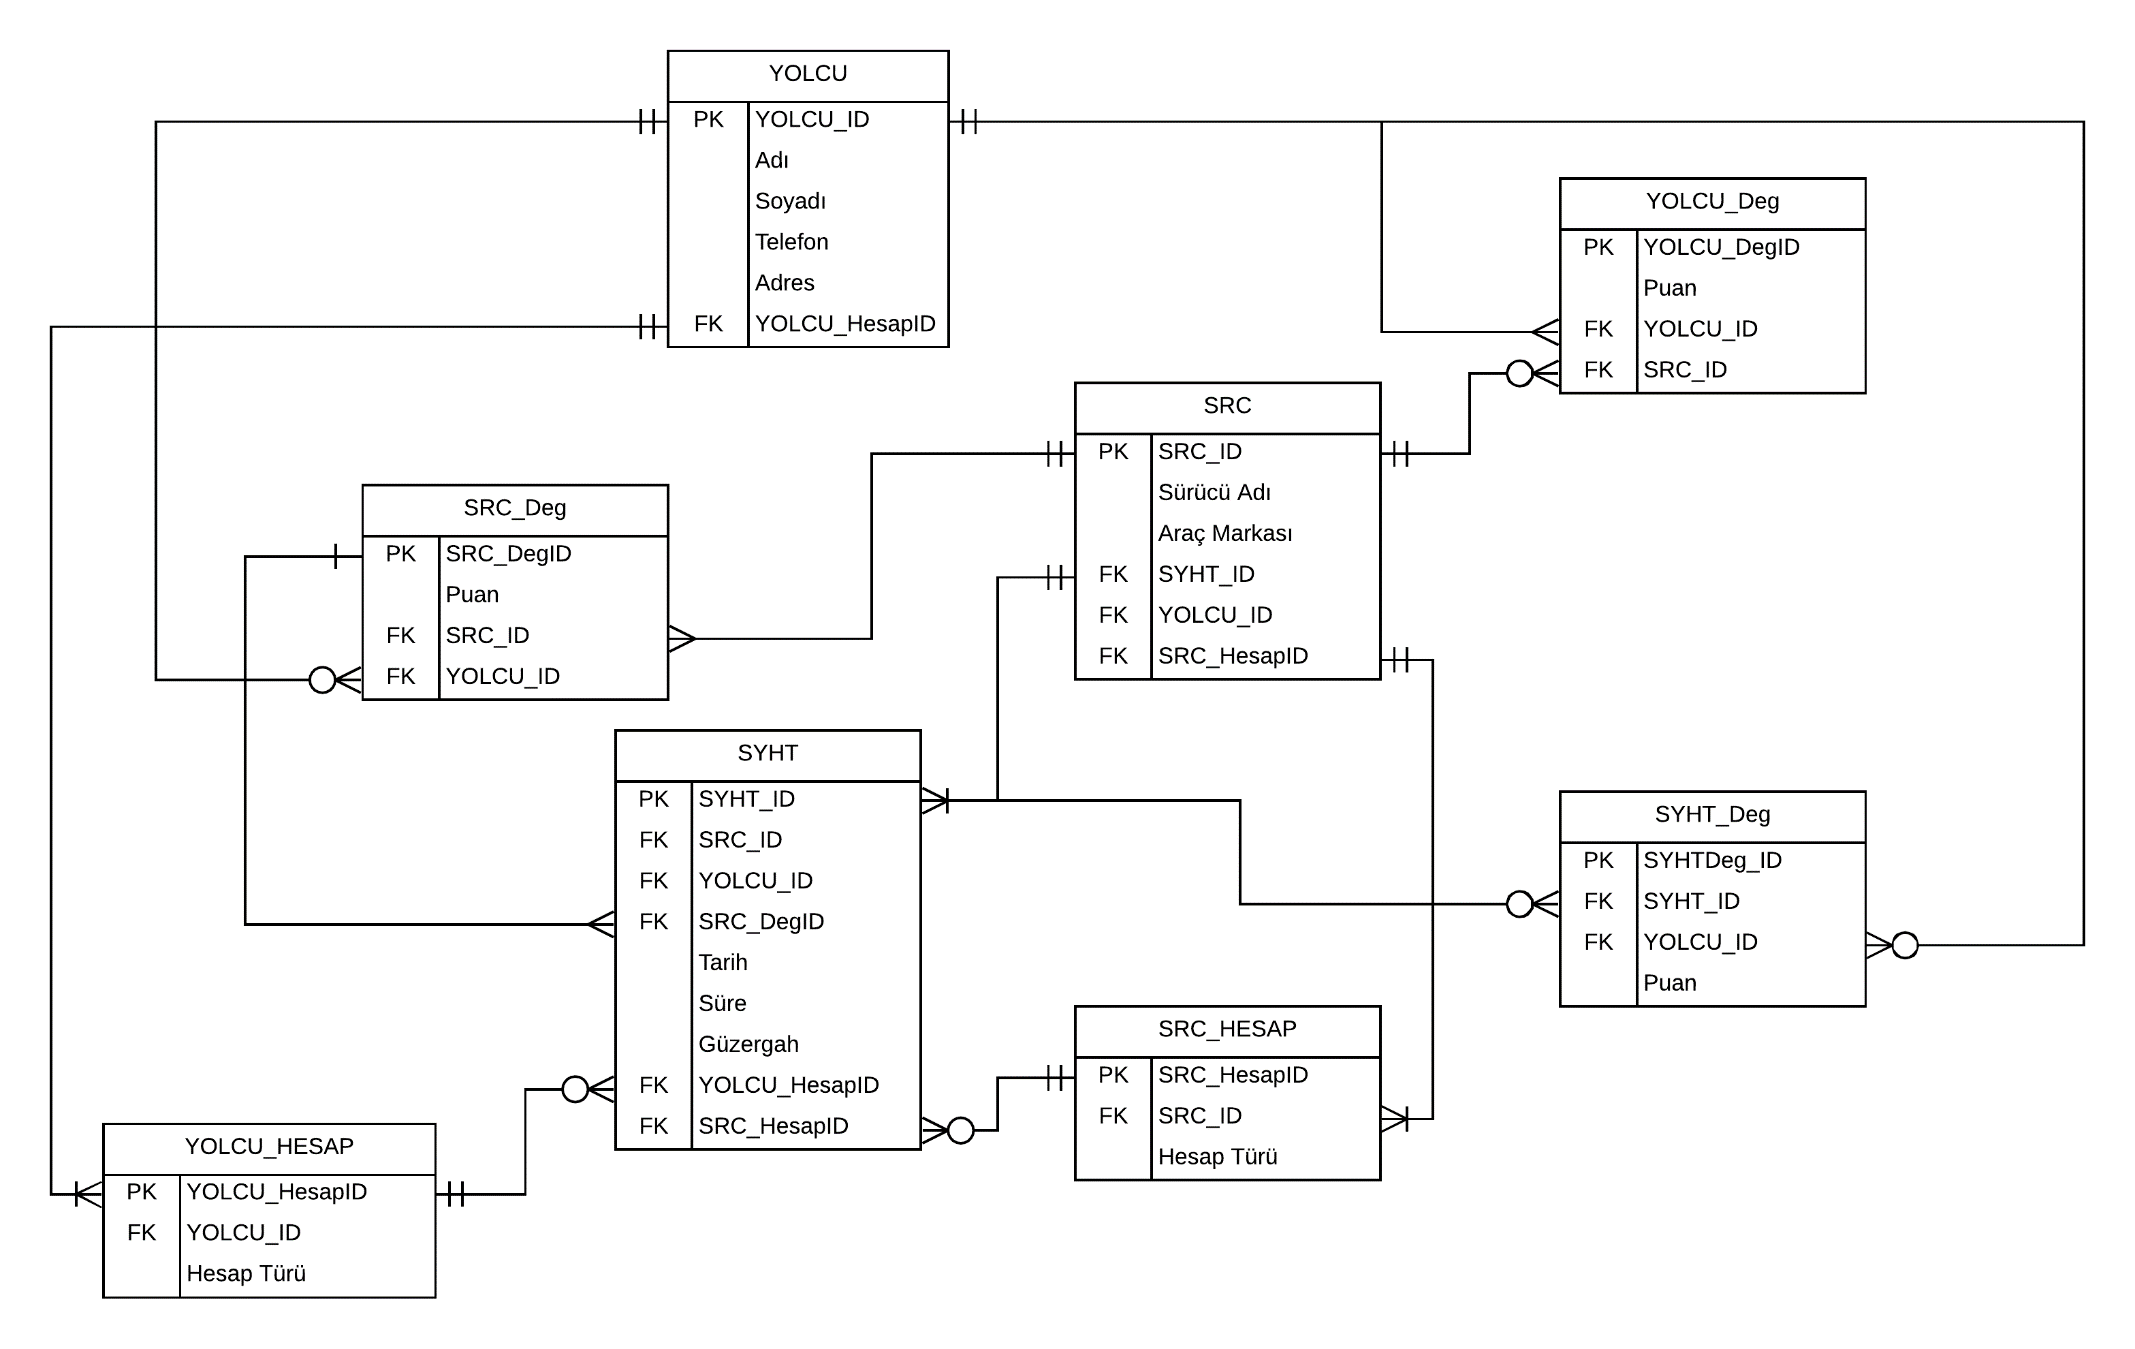 YOLCU
PK YOLCU_ID
Adı
Soyadı
Telefon
Adres
FK YOLCU_HesapID
YOLCU_Deg
PK YOLCU_DegID
Puan
FK YOLCU_ID
FK SRC_ID
SRC
PK SRC_ID
Sürücü Adı
Araç Markası
FK SYHT_ID
FK YOLCU_ID
FK SRC_HesapID
SRC_Deg
PK SRC_DegID
Puan
FK SRC_ID
FK YOLCU_ID
SYHT
PK SYHT_ID
FK SRC_ID
FK YOLCU_ID
FK SRC_DegID
Tarih
Süre
Güzergah
FK YOLCU_HesapID
FK SRC_HesapID
SYHT_Deg
PK SYHTDeg_ID
FK SYHT_ID
FK YOLCU_ID
Puan
SRC_HESAP
PK SRC_HesapID
FK SRC_ID
Hesap Türü
YOLCU_HESAP
PK YOLCU_HesapID
FK YOLCU_ID
Hesap Türü